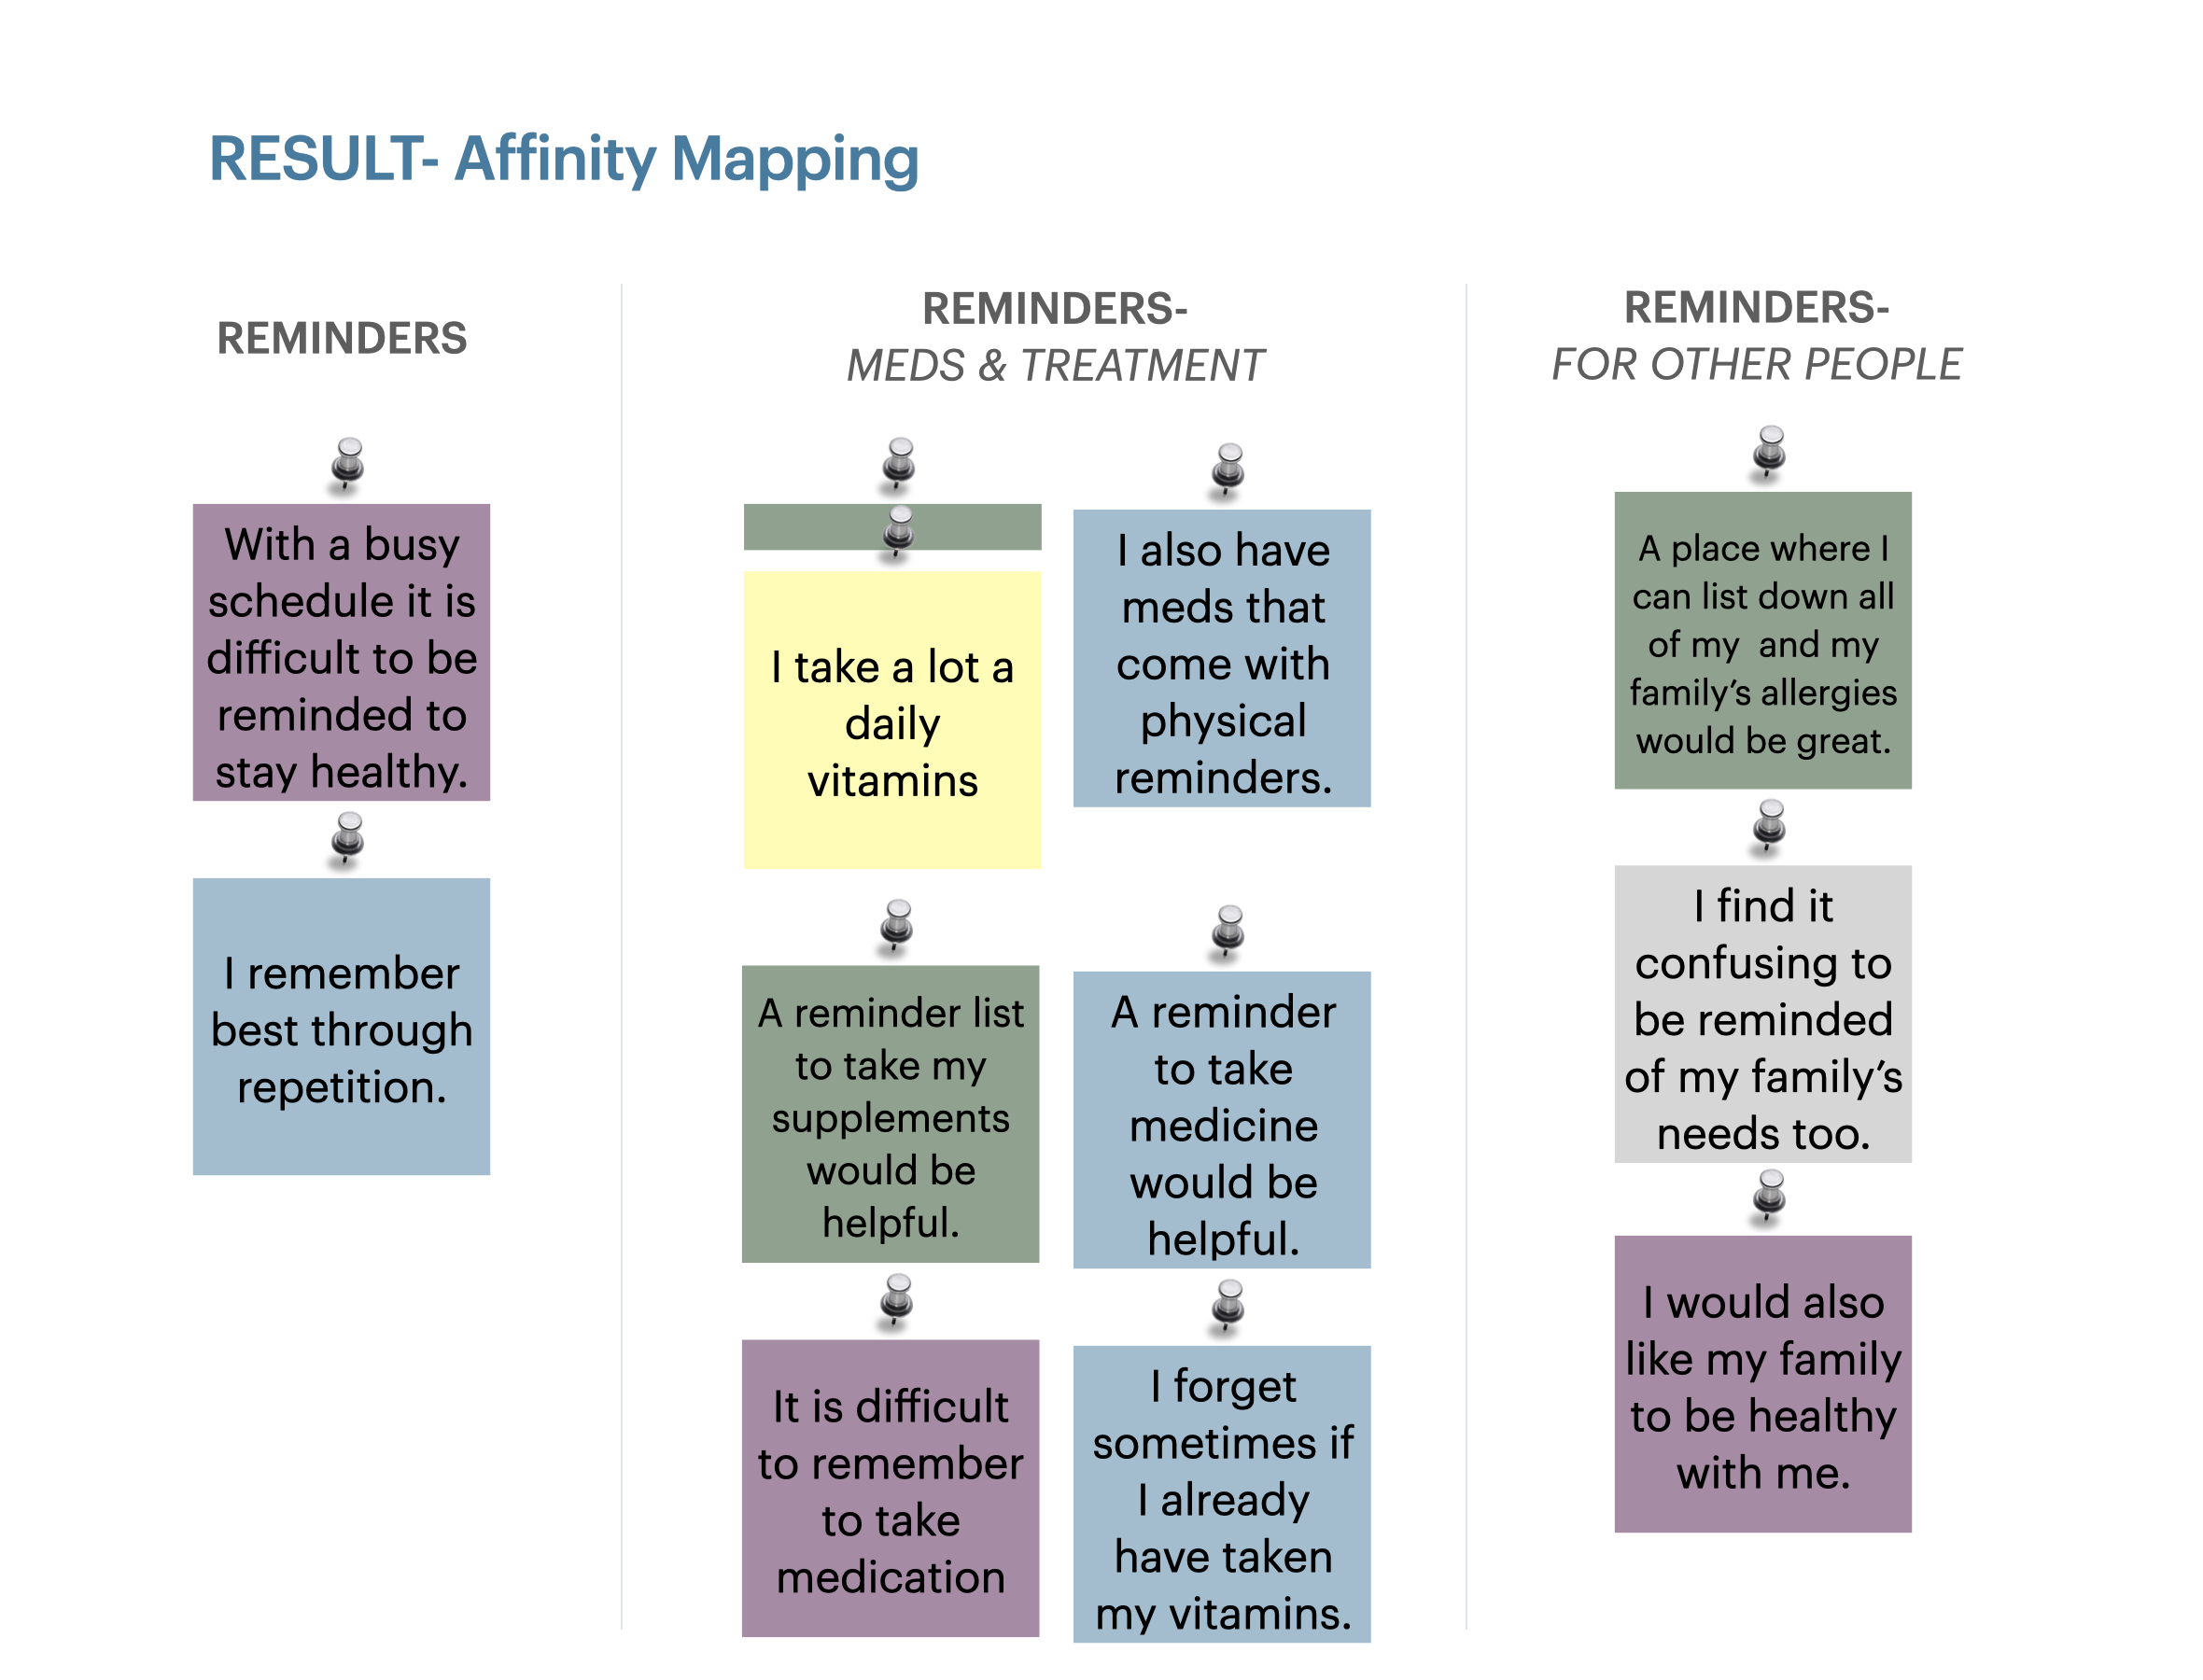 RESULT- Affinity Mapping
REMINDERS
With a busy
schedule it is
difficult to be
reminded to
stay healthy.
I remember
best through
repetition.
REMINDERS-
MEDS & TREATMENT
I take a lot a
daily
vitamins
I also have
meds that
come with
physical
reminders.
A reminder list
to take my
supplements
would be
helpful.
A reminder
to take
medicine
would be
helpful.
It is difficult
to remember
to take
medication
I forget
sometimes if
I already
have taken
my vitamins.
REMINDERS-
FOR OTHER PEOPLE
A place where I
can list down all
of my  and my
family’s allergies
would be great.
I find it
confusing to
be reminded
of my family’s
needs too.
I would also
like my family
to be healthy
with me.